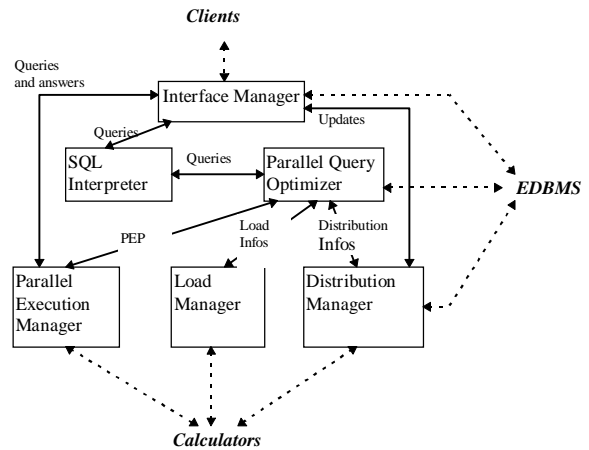 Clients
Queries
and answers
Interface Manager
Updates
Queries
SQL
Interpreter
Queries
Parallel Query
Optimizer
EDBMS
PEP
Load
Infos
Distribution
Infos
Parallel
Execution
Manager
Load
Manager
Distribution
Manager
Calculators